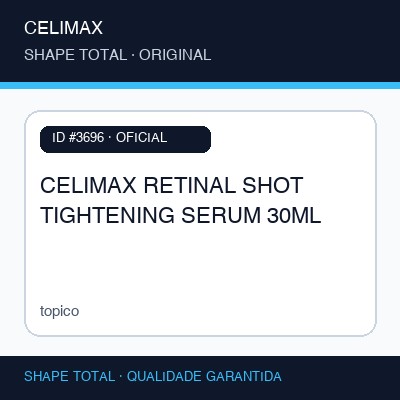 CELIMAX
SHAPE TOTAL · ORIGINAL
ID #3696 · OFICIAL
CELIMAX RETINAL SHOT
TIGHTENING SERUM 30ML
topico
SHAPE TOTAL · QUALIDADE GARANTIDA